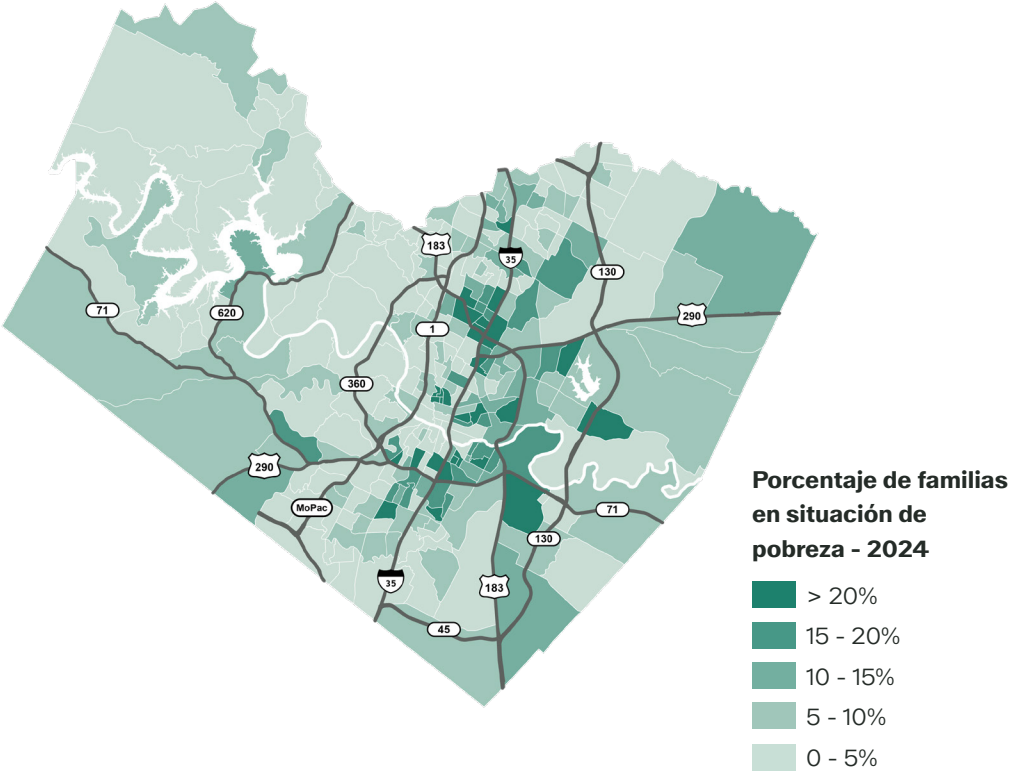 183
35
130
71
620
1
290
360
290
MoPac
71
130
35
183
45
Porcentaje de familias
en situación de
pobreza - 2024
> 20%
15 - 20%
10 - 15%
5 - 10%
0 - 5%